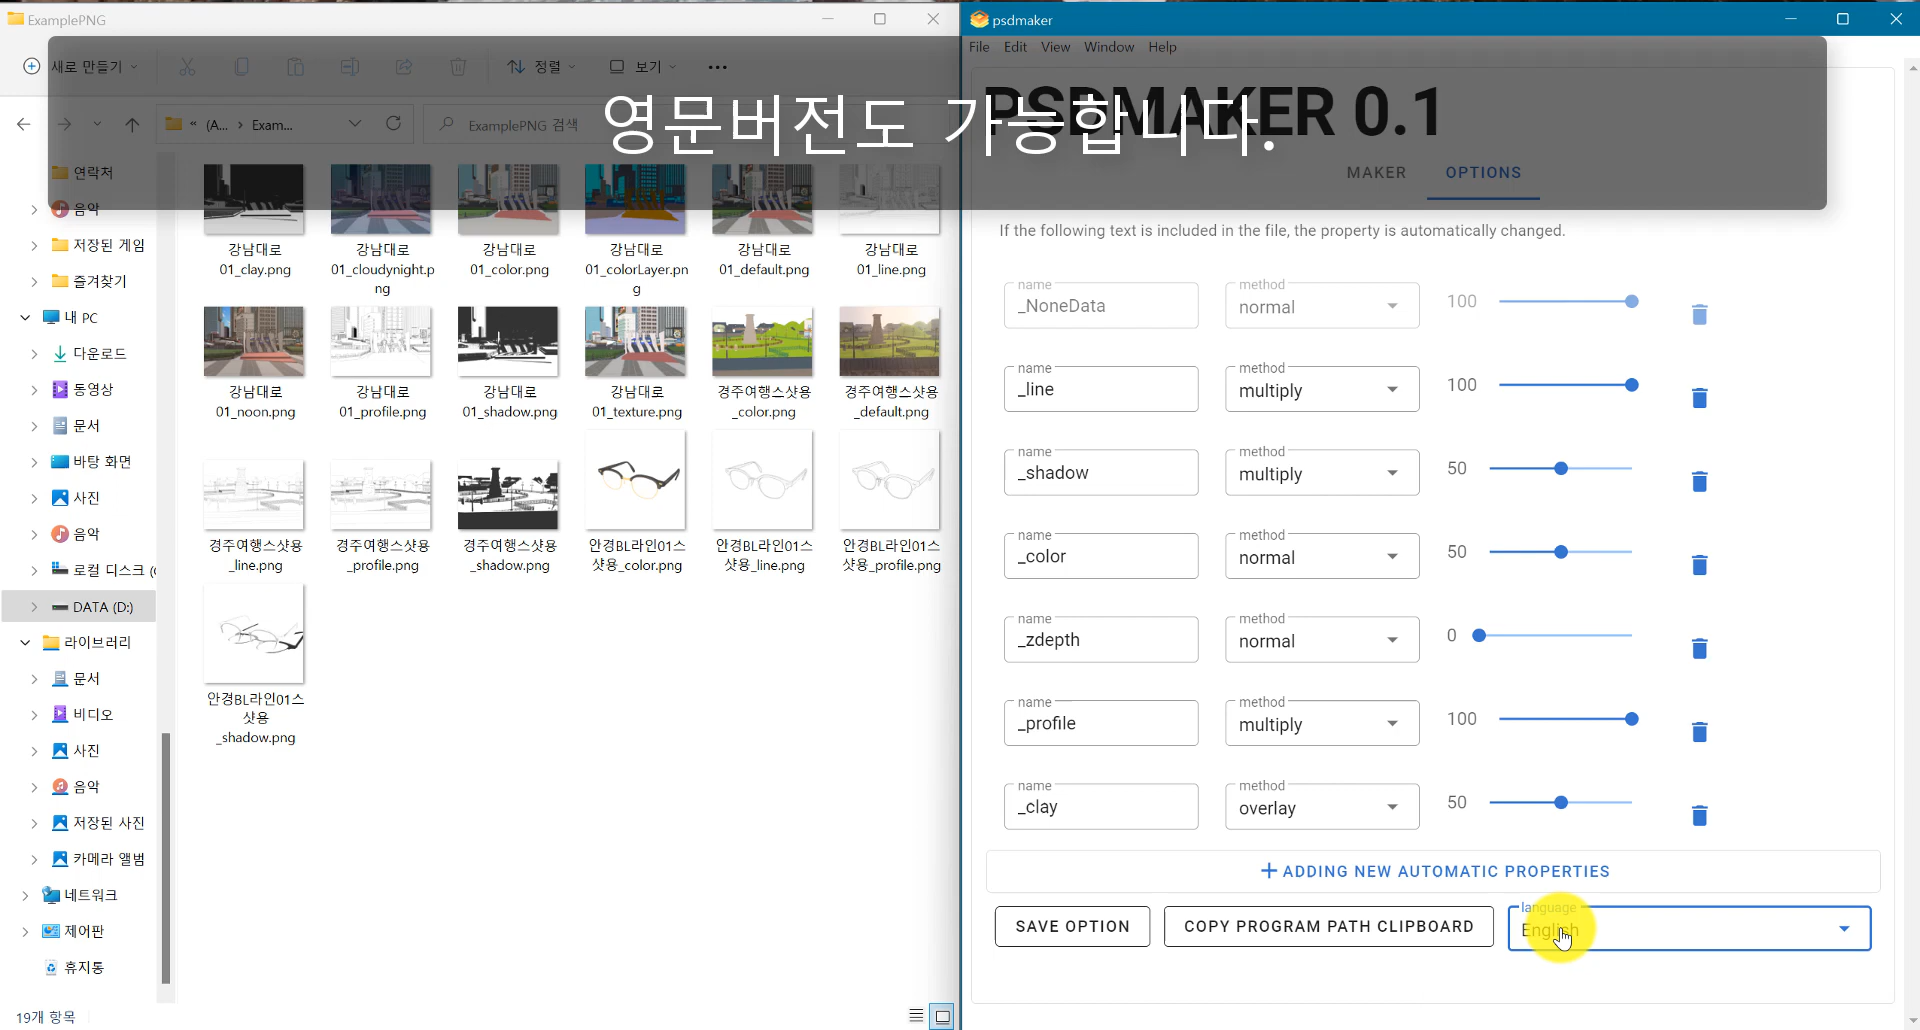 ExamplePNG
새로 만들기
정렬
보기
(A...
Exam...
ExamplePNG 검색
영문버전도 가능합니다.
연락처
음악
저장된 게임
즐겨찾기
내 PC
다운로드
동영상
문서
바탕 화면
사진
음악
로컬 디스크 (
DATA (D:)
라이브러리
문서
비디오
사진
음악
저장된 사진
카메라 앨범
네트워크
제어판
휴지통
19개 항목
강남대로
01_clay.png
강남대로
01_cloudynight.p
ng
강남대로
01_color.png
강남대로
01_colorLayer.pn
g
강남대로
01_default.png
강남대로
01_line.png
강남대로
01_noon.png
강남대로
01_profile.png
강남대로
01_shadow.png
강남대로
01_texture.png
경주여행스샷용
_color.png
경주여행스샷용
_default.png
경주여행스샷용
_line.png
경주여행스샷용
_profile.png
경주여행스샷용
_shadow.png
안경BL라인01스
샷용_color.png
안경BL라인01스
샷용_line.png
안경BL라인01스
샷용_profile.png
안경BL라인01스
샷용
_shadow.png
psdmaker
File Edit View Window Help
PSDMAKER 0.1
MAKER OPTIONS
If the following text is included in the file, the property is automatically changed.
name method
_NoneData normal 100
name method
_line multiply 100
name method
_shadow multiply 50
name method
_color normal 50
name method
_zdepth normal 0
name method
_profile multiply 100
name method
_clay overlay 50
ADDING NEW AUTOMATIC PROPERTIES
SAVE OPTION
COPY PROGRAM PATH CLIPBOARD
language
English